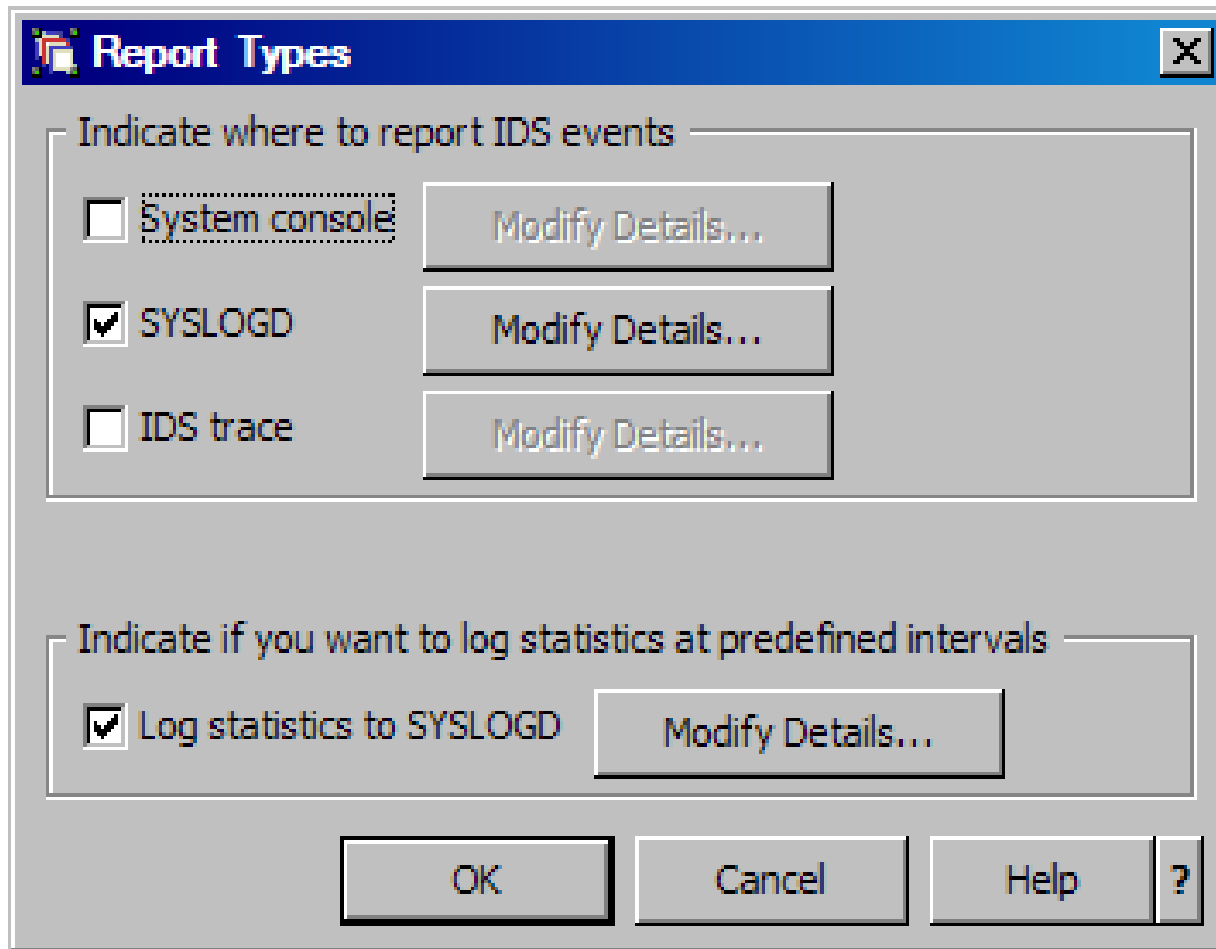 Report Types
Indicate where to report IDS events
System console Modify Details...
SYSLOGD Modify Details...
IDS trace Modify Details...
Indicate if you want to log statistics at predefined intervals
Log statistics to SYSLOGD Modify Details...
OK Cancel Help ?